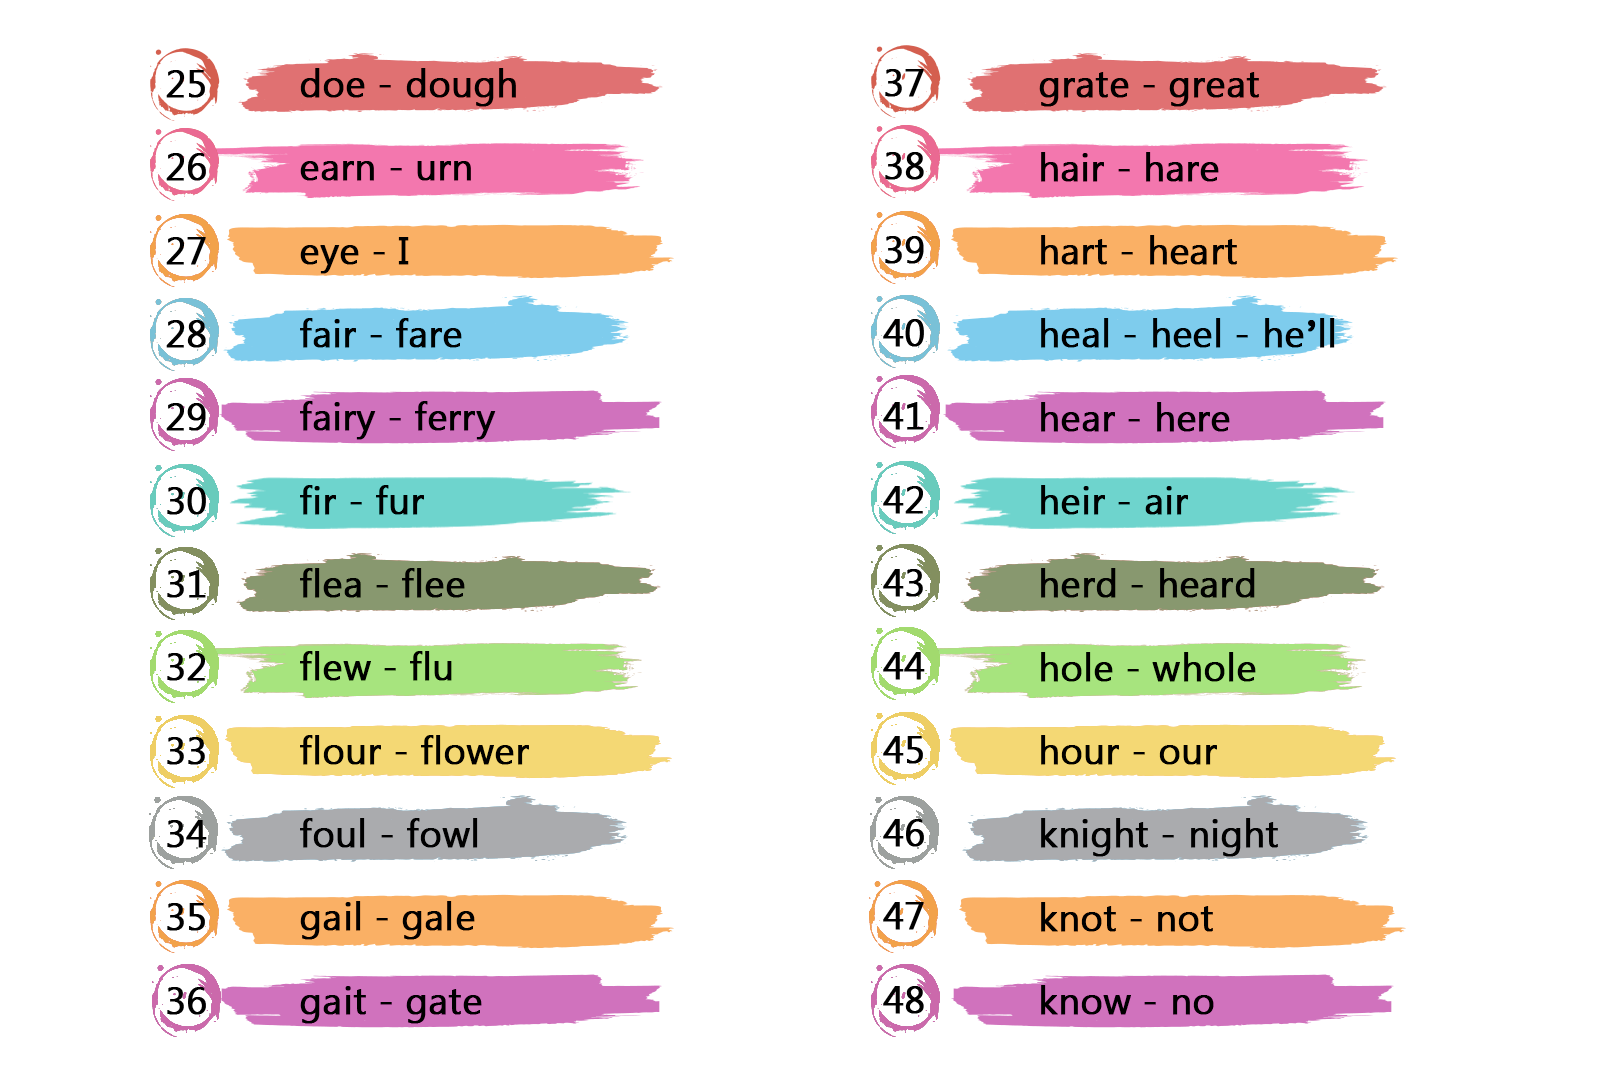 25 doe - dough
26 earn - urn
27 eye - I
28 fair - fare
29 fairy - ferry
30 fir - fur
31 flea - flee
32 flew - flu
33 flour - flower
34 foul - fowl
35 gail - gale
36 gait - gate
37 grate - great
38 hair - hare
39 hart - heart
40 heal - heel - he’ll
41 hear - here
42 heir - air
43 herd - heard
44 hole - whole
45 hour - our
46 knight - night
47 knot - not
48 know - no